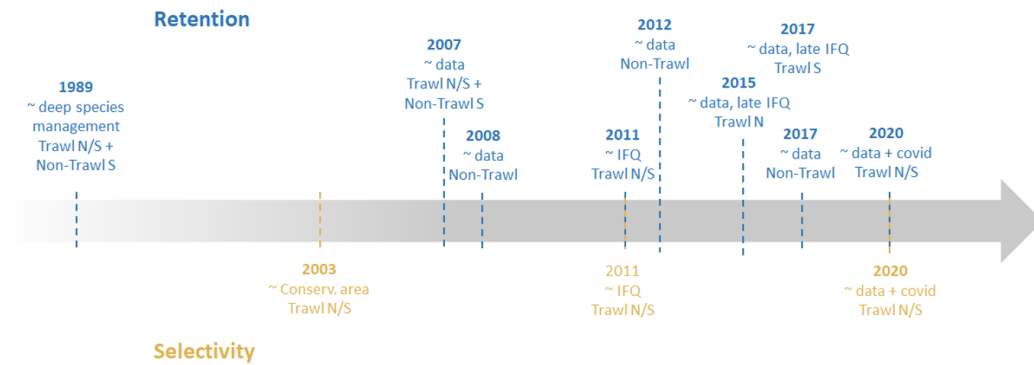 Retention
1989
~ deep species
management
Trawl N/S +
Non-Trawl S
2007
~ data
Trawl N/S +
Non-Trawl S
2008
~ data
Non-Trawl
2011
~ IFQ
Trawl N/S
2012
~ data
Non-Trawl
2015
~ data, late IFQ
Trawl N
2017
~ data, late IFQ
Trawl S
2017
~ data
Non-Trawl
2020
~ data + covid
Trawl N/S
2003
~ Conserv. area
Trawl N/S
2011
~ IFQ
Trawl N/S
2020
~ data + covid
Trawl N/S
Selectivity